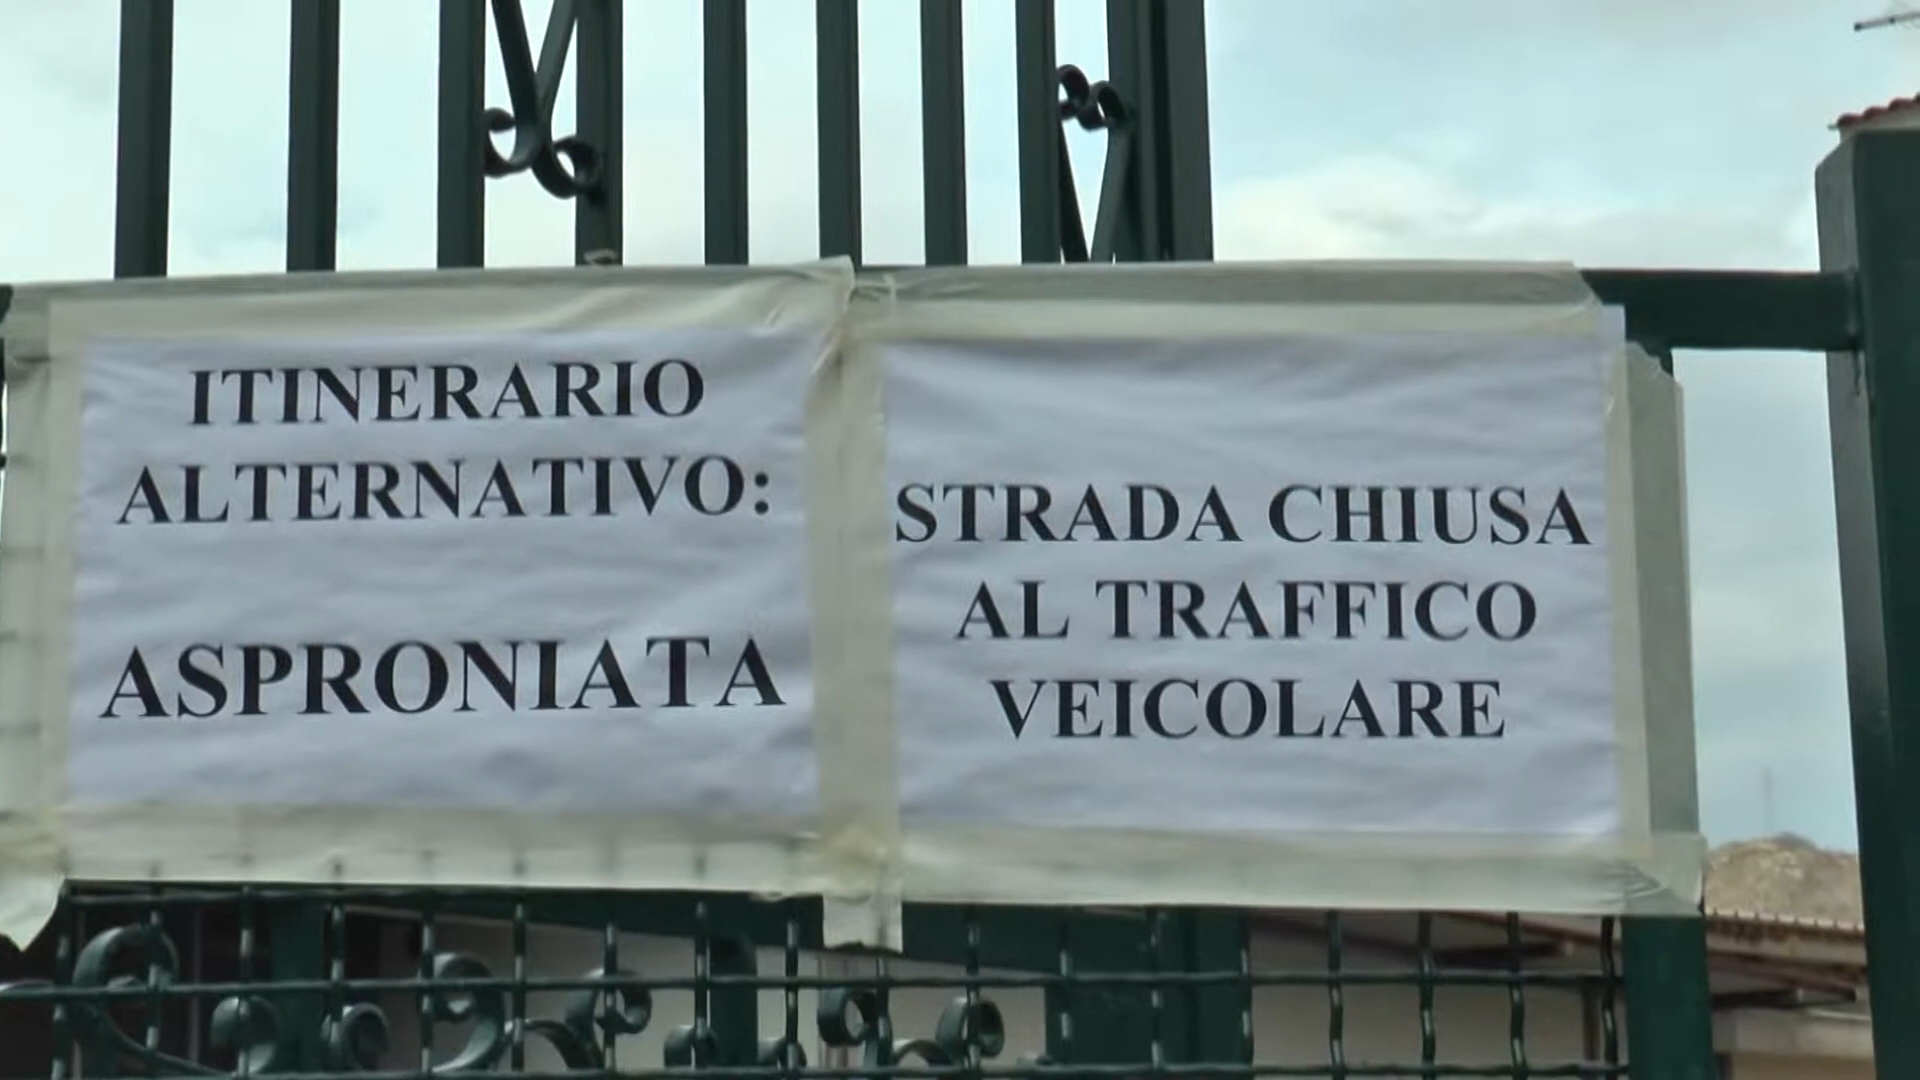 ITINERARIO
ALTERNATIVO:
ASPRONIATA
STRADA CHIUSA
AL TRAFFICO
VEICOLARE